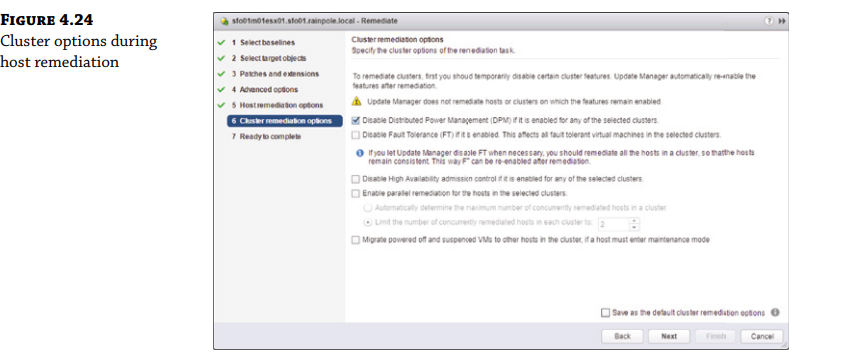 FIGURE 4.24
Cluster options during
host remediation
sfo01m01esx01.sfo01.rainpole.local - Remediate
1 Select baselines
2 Select target objects
3 Patches and extensions
4 Advanced options
5 Host remediation options
6 Cluster remediation options
7 Ready to complete
Cluster remediation options
Specify the cluster options of the remediation task.
To remediate clusters, first you should temporarily disable certain cluster features. Update Manager automatically re-enable the
features after remediation.
Update Manager does not remediate hosts or clusters on which the features remain enabled
Disable Distributed Power Management (DPM) if it is enabled for any of the selected clusters.
Disable Fault Tolerance (FT) if it is enabled. This affects all fault tolerant virtual machines in the selected clusters.
If you let Update Manager disable FT when necessary, you should remediate all the hosts in a cluster, so that the hosts
remain consistent. This way FT can be re-enabled after remediation.
Disable High Availability admission control if it is enabled for any of the selected clusters.
Enable parallel remediation for the hosts in the selected clusters.
Automatically determine the maximum number of concurrently remediated hosts in a cluster
Limit the number of concurrently remediated hosts in each cluster to: 2
Migrate powered off and suspended VMs to other hosts in the cluster, if a host must enter maintenance mode
Save as the default cluster remediation options
Back Next Finish Cancel